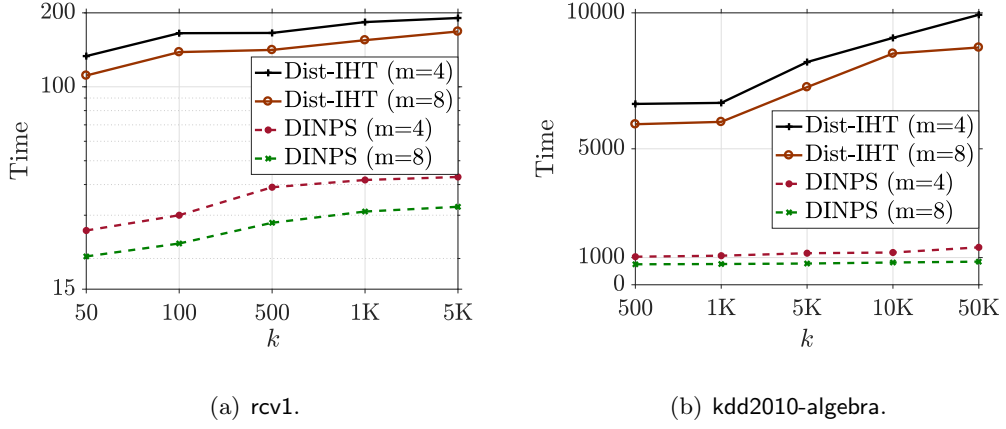 200
100
15
Time
Dist-IHT (m=4)
Dist-IHT (m=8)
DINPS (m=4)
DINPS (m=8)
50 100 500 1K 5K
k
(a) rcv1.
10000
5000
1000
0
Time
Dist-IHT (m=4)
Dist-IHT (m=8)
DINPS (m=4)
DINPS (m=8)
500 1K 5K 10K 50K
k
(b) kdd2010-algebra.